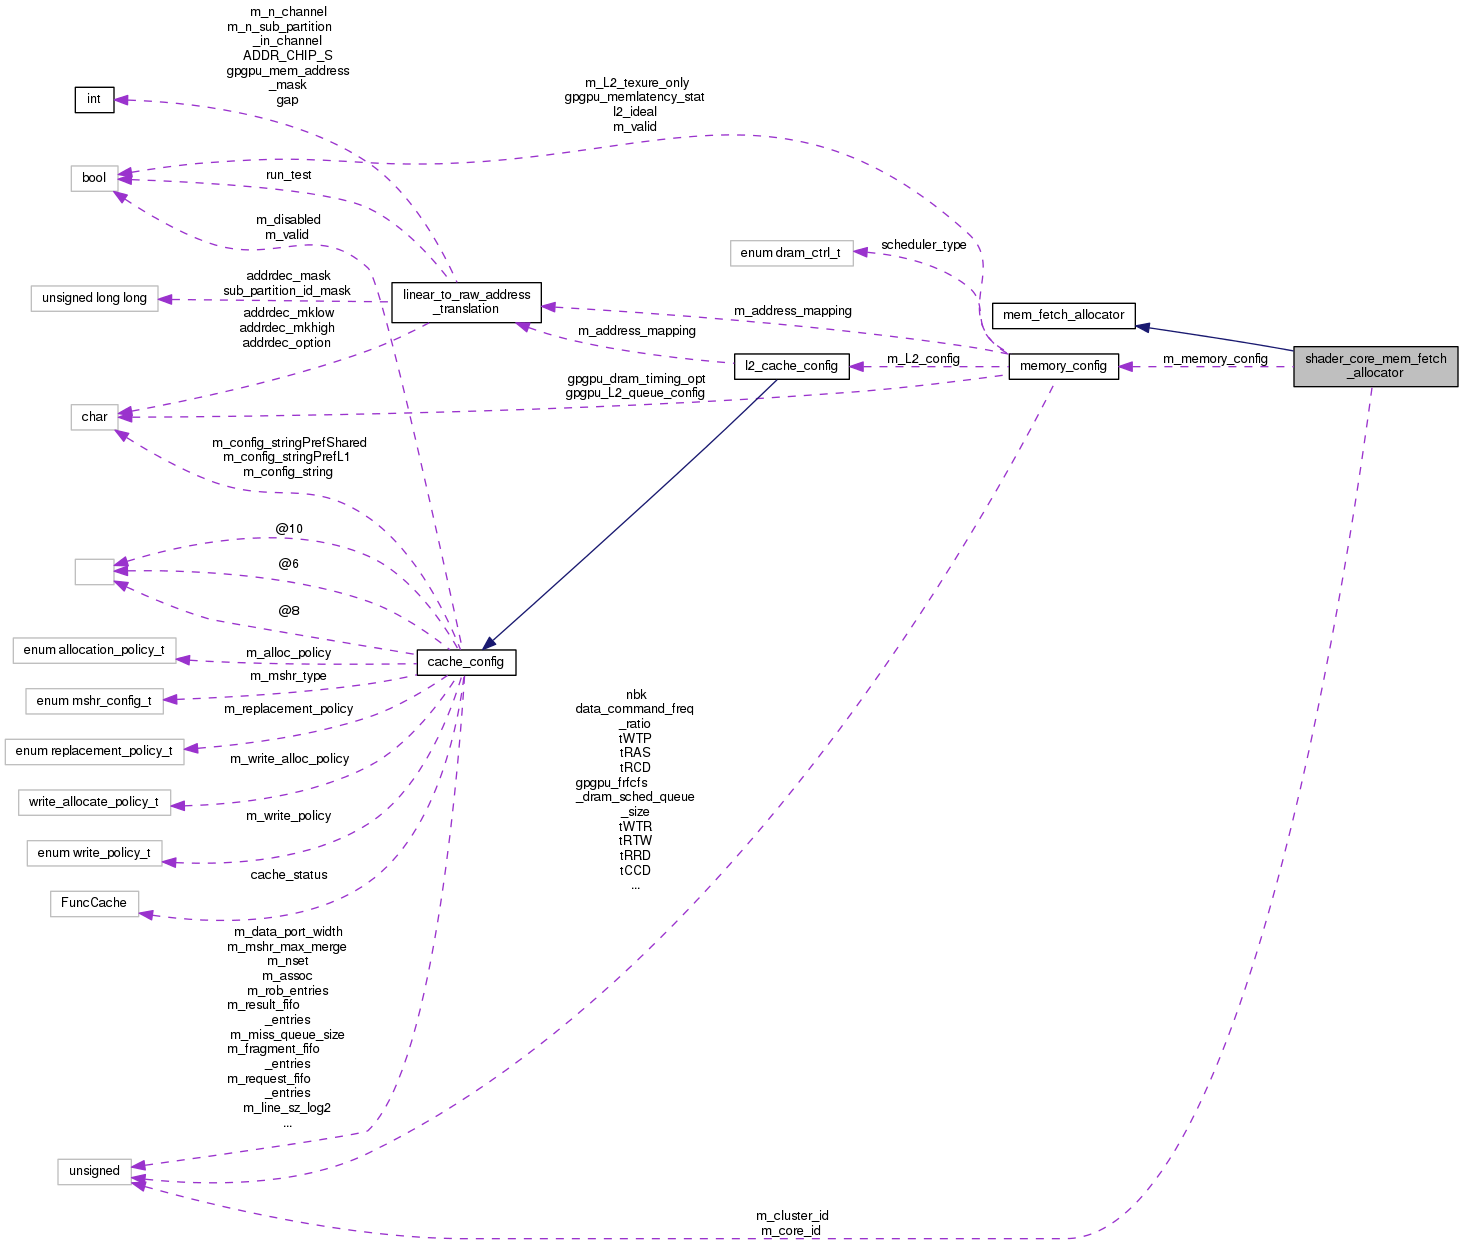 m_n_channel
m_n_sub_partition
_in_channel
ADDR_CHIP_S
gpgpu_mem_address
_mask
gap
int
m_L2_texure_only
gpgpu_memlatency_stat
l2_ideal
m_valid
bool
run_test
m_disabled
m_valid
scheduler_type
enum dram_ctrl_t
addrdec_mask
sub_partition_id_mask
unsigned long long
linear_to_raw_address
_translation
addrdec_mklow
addrdec_mkhigh
addrdec_option
m_address_mapping
m_address_mapping
mem_fetch_allocator
l2_cache_config
m_L2_config
memory_config
m_memory_config
shader_core_mem_fetch
_allocator
gpgpu_dram_timing_opt
gpgpu_L2_queue_config
char
m_config_stringPrefShared
m_config_stringPrefL1
m_config_string
@10
@6
@8
enum allocation_policy_t
m_alloc_policy
cache_config
m_mshr_type
enum mshr_config_t
m_replacement_policy
enum replacement_policy_t
m_write_alloc_policy
write_allocate_policy_t
m_write_policy
enum write_policy_t
cache_status
FuncCache
nbk
data_command_freq
_ratio
tWTP
tRAS
tRCD
gpgpu_frfcfs
_dram_sched_queue
_size
tWTR
tRTW
tRRD
tCCD
...
m_data_port_width
m_mshr_max_merge
m_nset
m_assoc
m_rob_entries
m_result_fifo
_entries
m_miss_queue_size
m_fragment_fifo
_entries
m_request_fifo
_entries
m_line_sz_log2
...
unsigned
m_cluster_id
m_core_id